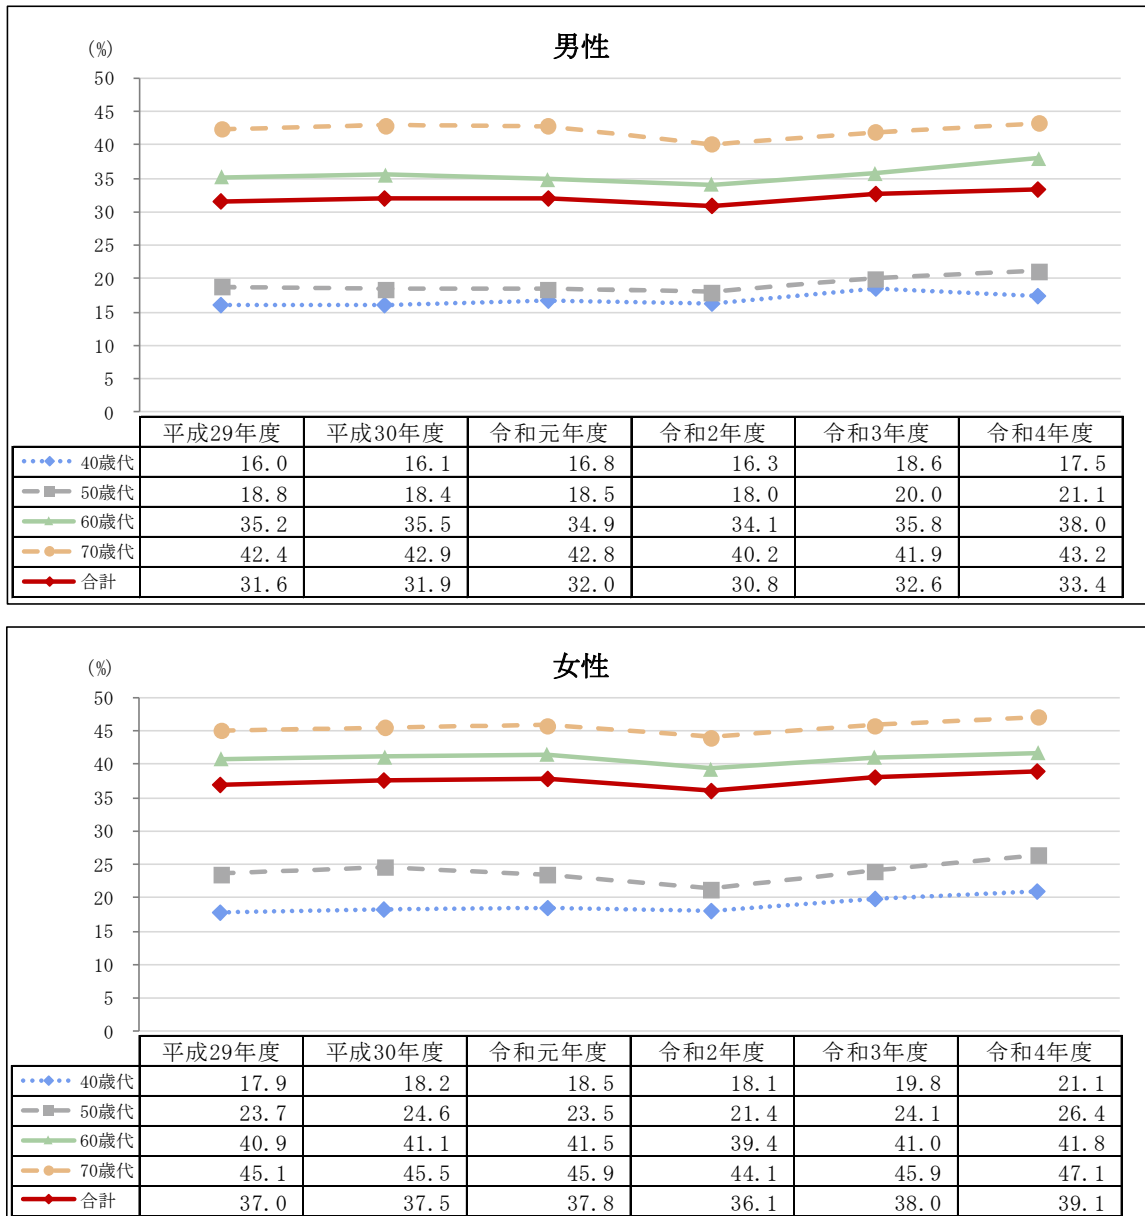 男性
(%)
50
45
40
35
30
25
20
15
10
5
0
平成29年度 平成30年度 令和元年度 令和2年度 令和3年度 令和4年度
40歳代 16.0 16.1 16.8 16.3 18.6 17.5
50歳代 18.8 18.4 18.5 18.0 20.0 21.1
60歳代 35.2 35.5 34.9 34.1 35.8 38.0
70歳代 42.4 42.9 42.8 40.2 41.9 43.2
合計 31.6 31.9 32.0 30.8 32.6 33.4
女性
(%)
50
45
40
35
30
25
20
15
10
5
0
平成29年度 平成30年度 令和元年度 令和2年度 令和3年度 令和4年度
40歳代 17.9 18.2 18.5 18.1 19.8 21.1
50歳代 23.7 24.6 23.5 21.4 24.1 26.4
60歳代 40.9 41.1 41.5 39.4 41.0 41.8
70歳代 45.1 45.5 45.9 44.1 45.9 47.1
合計 37.0 37.5 37.8 36.1 38.0 39.1